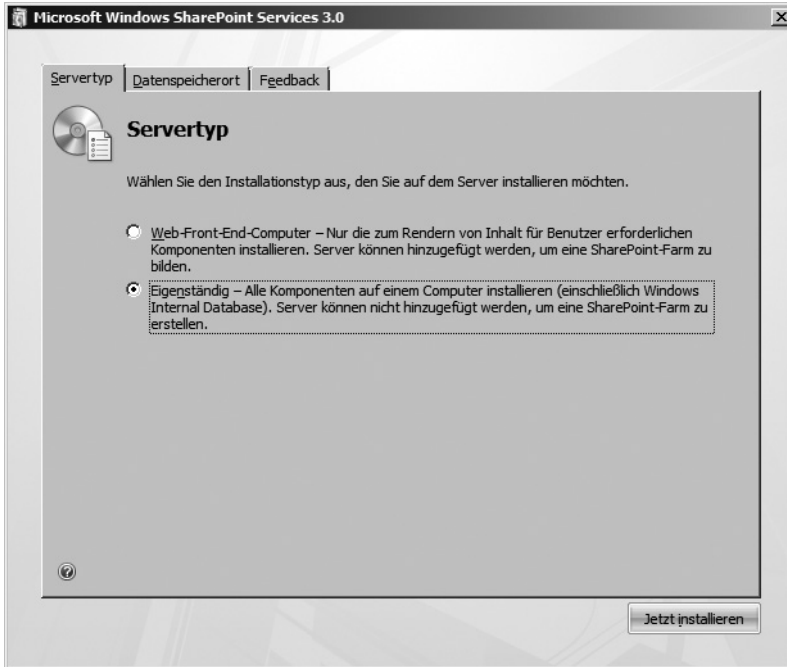 Microsoft Windows SharePoint Services 3.0
Servertyp
Datenspeicherort
Feedback
Servertyp
Wählen Sie den Installationstyp aus, den Sie auf dem Server installieren möchten.
Web-Front-End-Computer – Nur die zum Rendern von Inhalt für Benutzer erforderlichen
Komponenten installieren. Server können hinzugefügt werden, um eine SharePoint-Farm zu
bilden.
Eigenständig – Alle Komponenten auf einem Computer installieren (einschließlich Windows
Internal Database). Server können nicht hinzugefügt werden, um eine SharePoint-Farm zu
erstellen.
Jetzt installieren